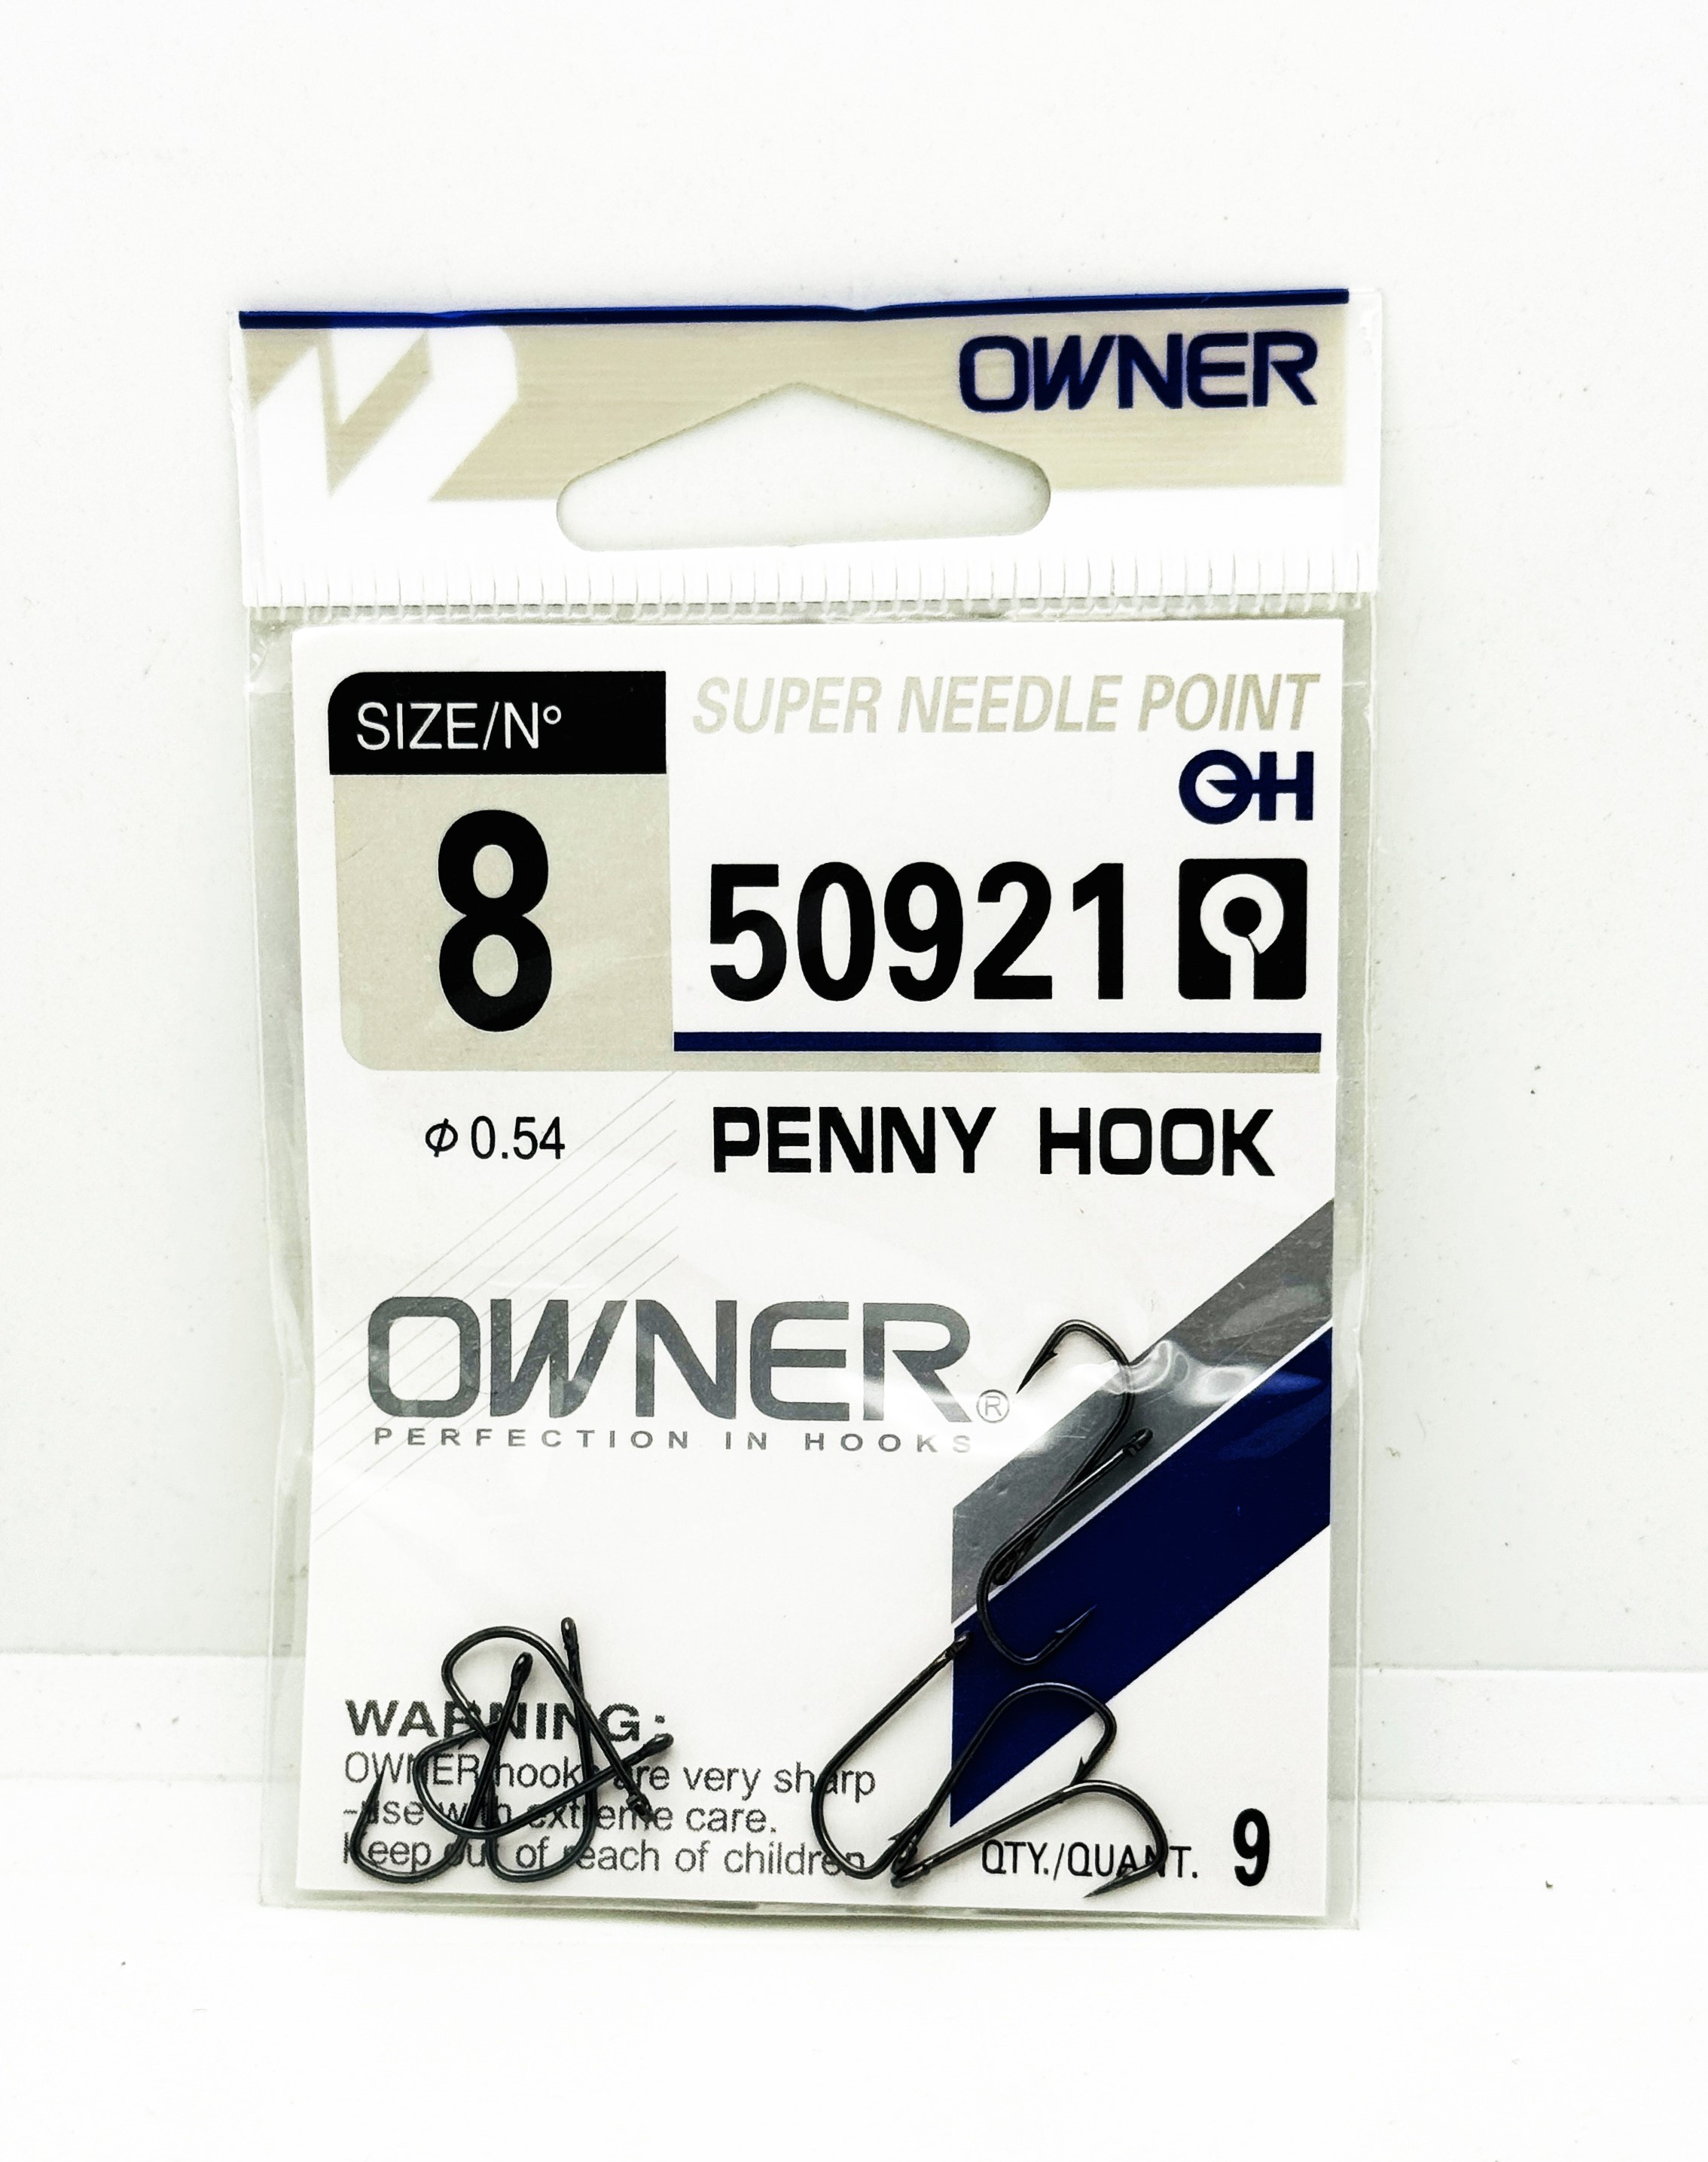 OWNER
SIZE/N°
SUPER NEEDLE POINT
OH
8
50921
φ 0.54
PENNY HOOK
OWNER®
PERFECTION IN HOOKS
WARNING:
OWNER hooks are very sharp
-use with extreme care.
Keep out of reach of children
QTY./QUANT. 9